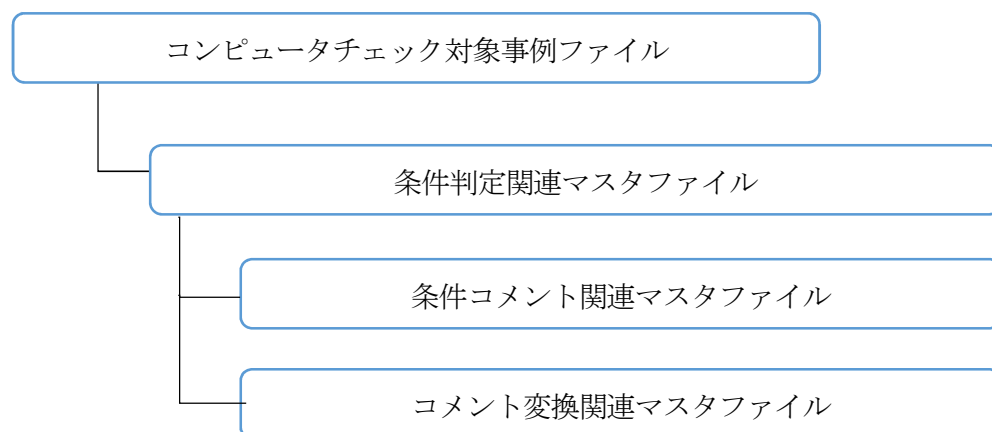 コンピュータチェック対象事例ファイル
条件判定関連マスタファイル
条件コメント関連マスタファイル
コメント変換関連マスタファイル